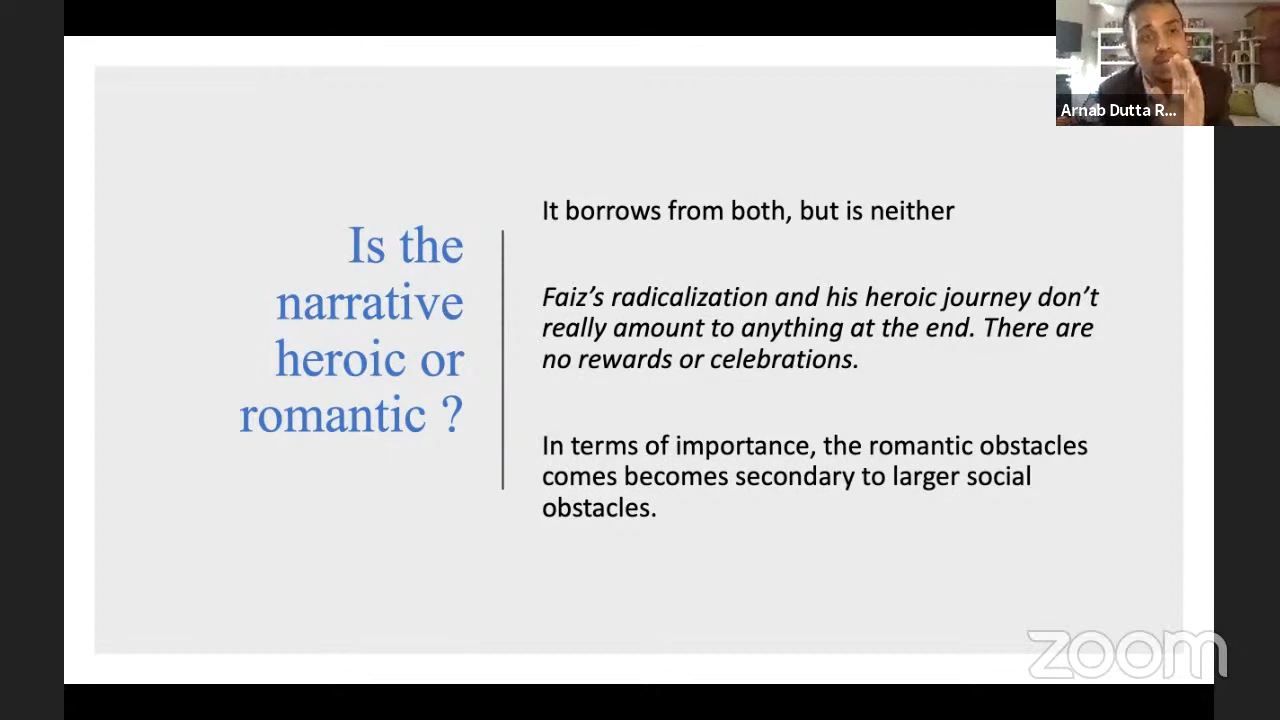 Arnab Dutta R...
Is the
narrative
heroic or
romantic ?
It borrows from both, but is neither
Faiz’s radicalization and his heroic journey don’t
really amount to anything at the end. There are
no rewards or celebrations.
In terms of importance, the romantic obstacles
comes becomes secondary to larger social
obstacles.
zoom